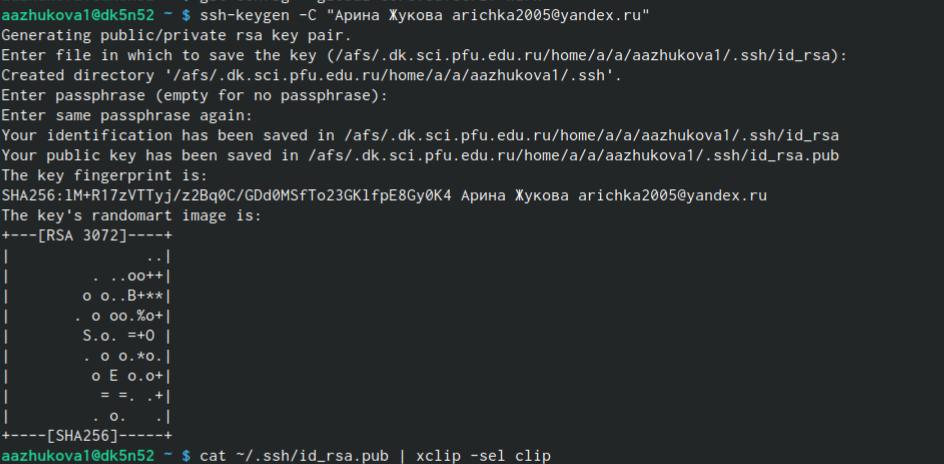 aazhukova1@dk5n52 ~ $ ssh-keygen -C "Арина Жукова arichka2005@yandex.ru"
Generating public/private rsa key pair.
Enter file in which to save the key (/afs/.dk.sci.pfu.edu.ru/home/a/a/aazhukova1/.ssh/id_rsa):
Created directory '/afs/.dk.sci.pfu.edu.ru/home/a/a/aazhukova1/.ssh'.
Enter passphrase (empty for no passphrase):
Enter same passphrase again:
Your identification has been saved in /afs/.dk.sci.pfu.edu.ru/home/a/a/aazhukova1/.ssh/id_rsa
Your public key has been saved in /afs/.dk.sci.pfu.edu.ru/home/a/a/aazhukova1/.ssh/id_rsa.pub
The key fingerprint is:
SHA256:lM+R17zVTTyj/z2Bq0C/GDd0MSfTo23GKlfpE8Gy0K4 Арина Жукова arichka2005@yandex.ru
The key's randomart image is:
+---[RSA 3072]----+
|               ..|
|         . ..oo++|
|        o o..B+**|
|       . o oo.%o+|
|        S.o. =+O |
|        . o o.*o.|
|         o E o.o+|
|          = =. .+|
|         . o.   .|
+----[SHA256]-----+
aazhukova1@dk5n52 ~ $ cat ~/.ssh/id_rsa.pub | xclip -sel clip